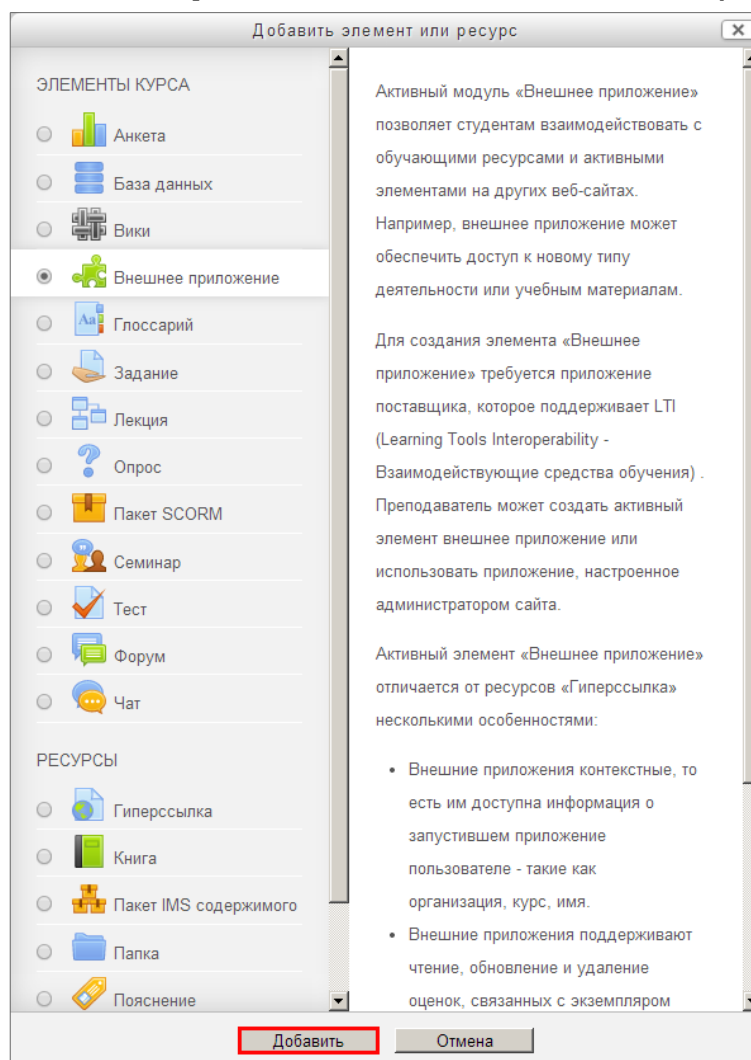 Добавить элемент или ресурс
ЭЛЕМЕНТЫ КУРСА
Анкета
База данных
Вики
Внешнее приложение
Глоссарий
Задание
Лекция
Опрос
Пакет SCORM
Семинар
Тест
Форум
Чат
РЕСУРСЫ
Гиперссылка
Книга
Пакет IMS содержимого
Папка
Пояснение
Активный модуль «Внешнее приложение»
позволяет студентам взаимодействовать с
обучающими ресурсами и активными
элементами на других веб-сайтах.
Например, внешнее приложение может
обеспечить доступ к новому типу
деятельности или учебным материалам.
Для создания элемента «Внешнее
приложение» требуется приложение
поставщика, которое поддерживает LTI
(Learning Tools Interoperability -
Взаимодействующие средства обучения) .
Преподаватель может создать активный
элемент внешнее приложение или
использовать приложение, настроенное
администратором сайта.
Активный элемент «Внешнее приложение»
отличается от ресурсов «Гиперссылка»
несколькими особенностями:
• Внешние приложения контекстные, то
есть им доступна информация о
запустившем приложение
пользователе - такие как
организация, курс, имя.
• Внешние приложения поддерживают
чтение, обновление и удаление
оценок, связанных с экземпляром
Добавить
Отмена